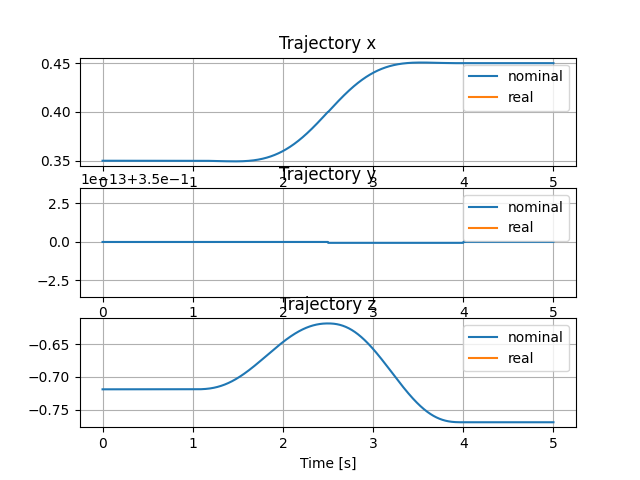 Trajectory x
0.45
0.40
0.35
nominal
real
0 1 2 3 4 5
1e−13+3.5e−1
Trajectory y
2.5
0.0
−2.5
nominal
real
0 1 2 3 4 5
Trajectory z
−0.65
−0.70
−0.75
nominal
real
0 1 2 3 4 5
Time [s]